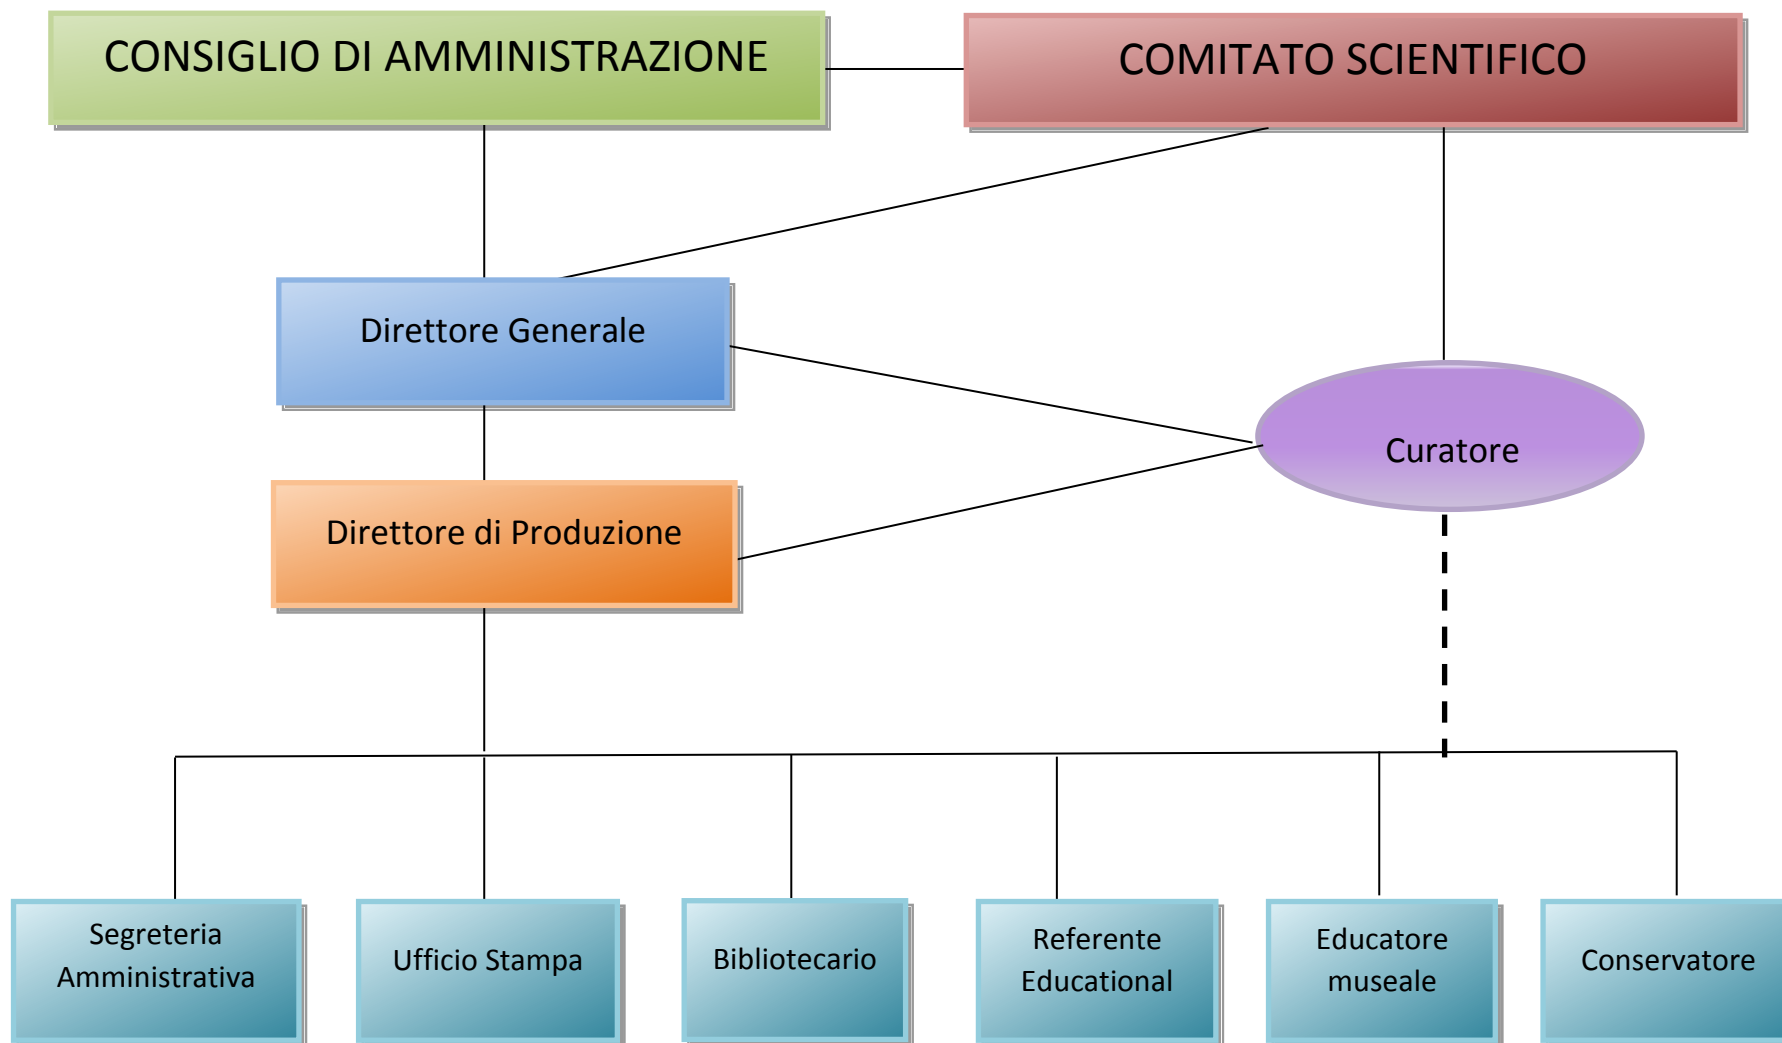 CONSIGLIO DI AMMINISTRAZIONE
COMITATO SCIENTIFICO
Direttore Generale
Curatore
Direttore di Produzione
Segreteria
Amministrativa
Ufficio Stampa
Bibliotecario
Referente
Educational
Educatore
museale
Conservatore